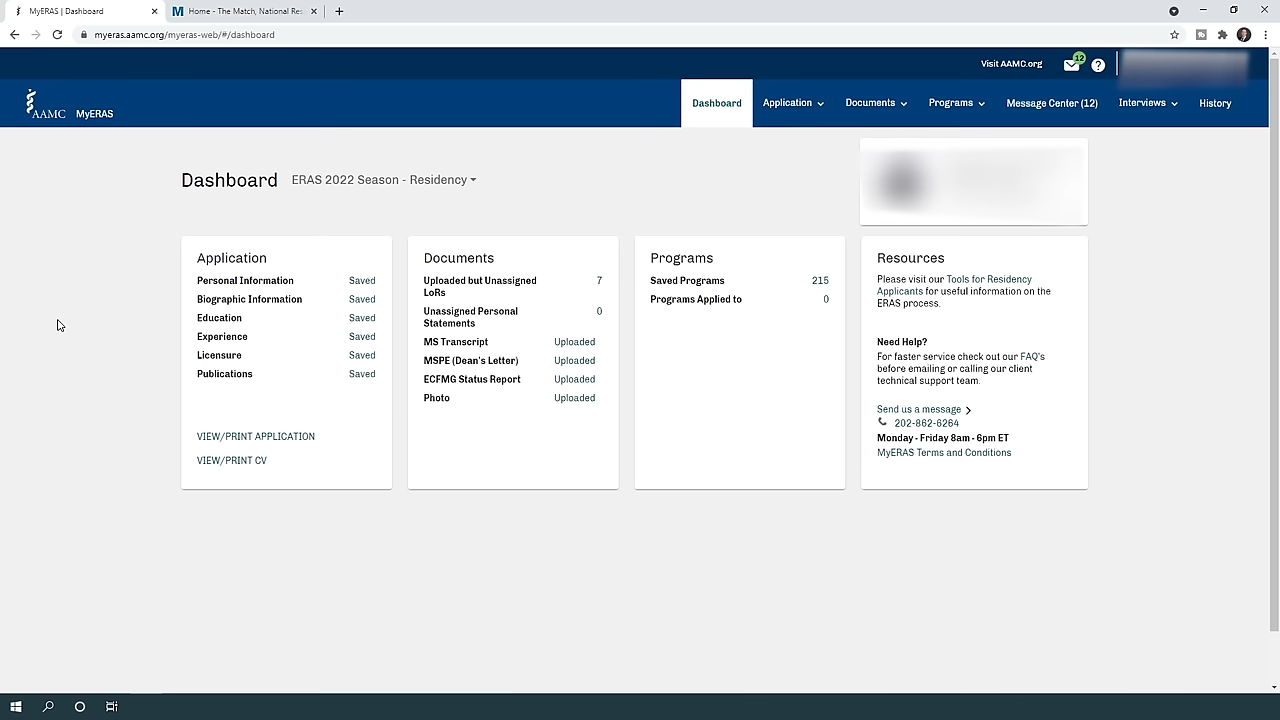 MyERAS | Dashboard
Home - The Match, National Res
myeras.aamc.org/myeras-web/#/dashboard
Visit AAMC.org
12
AAMC MyERAS
Dashboard
Application
Documents
Programs
Message Center (12)
Interviews
History
Dashboard
ERAS 2022 Season - Residency
Application
Personal Information Saved
Biographic Information Saved
Education Saved
Experience Saved
Licensure Saved
Publications Saved
VIEW/PRINT APPLICATION
VIEW/PRINT CV
Documents
Uploaded but Unassigned 7
LoRs
Unassigned Personal 0
Statements
MS Transcript Uploaded
MSPE (Dean's Letter) Uploaded
ECFMG Status Report Uploaded
Photo Uploaded
Programs
Saved Programs 215
Programs Applied to 0
Resources
Please visit our Tools for Residency
Applicants for useful information on the
ERAS process.
Need Help?
For faster service check out our FAQ's
before emailing or calling our client
technical support team.
Send us a message
202-862-6264
Monday - Friday 8am - 6pm ET
MyERAS Terms and Conditions